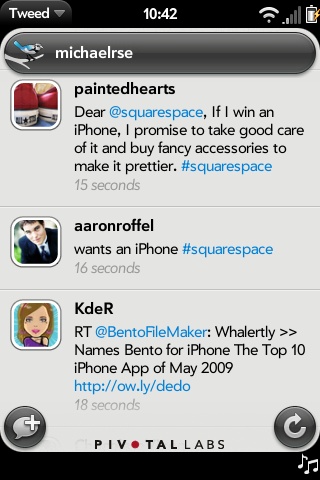 Tweed 10:42
michaelrse
paintedhearts
Dear @squarespace, If I win an
iPhone, I promise to take good care
of it and buy fancy accessories to
make it prettier. #squarespace
15 seconds
aaronroffel
wants an iPhone #squarespace
16 seconds
KdeR
RT @BentoFileMaker: Whalertly >>
Names Bento for iPhone The Top 10
iPhone App of May 2009
http://ow.ly/dedo
18 seconds
PIVOTAL LABS